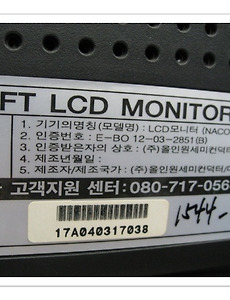 FT LCD MONITOR
1. 기기의명칭(모델명) : LCD모니터 (NACO
2. 인증번호 : E-BO 12-03-2851(B)
3. 인증받은자의 상호 : (주)올인원세미컨덕터
4. 제조년월일 :
5. 제조자/제조국가 : (주)올인원세미컨덕
고객지원 센터: 080-717-056
1544-
17A040317038